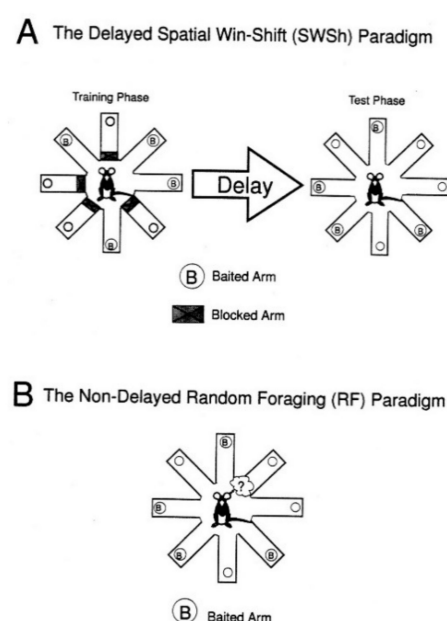 A The Delayed Spatial Win-Shift (SWSh) Paradigm
Training Phase
Test Phase
B
B B
B
B
Delay
B
B
B B
B Baited Arm
Blocked Arm
B The Non-Delayed Random Foraging (RF) Paradigm
B
?
B
B B
B Baited Arm